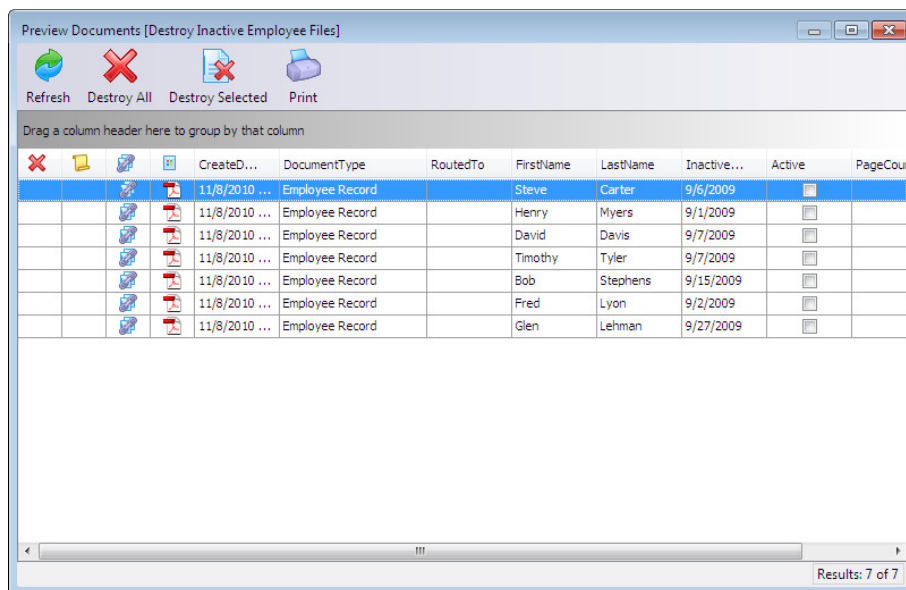 Preview Documents [Destroy Inactive Employee Files]
Refresh Destroy All Destroy Selected Print
Drag a column header here to group by that column
CreateD... DocumentType RoutedTo FirstName LastName Inactive... Active PageCou
11/8/2010 ... Employee Record Steve Carter 9/6/2009
11/8/2010 ... Employee Record Henry Myers 9/1/2009
11/8/2010 ... Employee Record David Davis 9/7/2009
11/8/2010 ... Employee Record Timothy Tyler 9/7/2009
11/8/2010 ... Employee Record Bob Stephens 9/15/2009
11/8/2010 ... Employee Record Fred Lyon 9/2/2009
11/8/2010 ... Employee Record Glen Lehman 9/27/2009
Results: 7 of 7